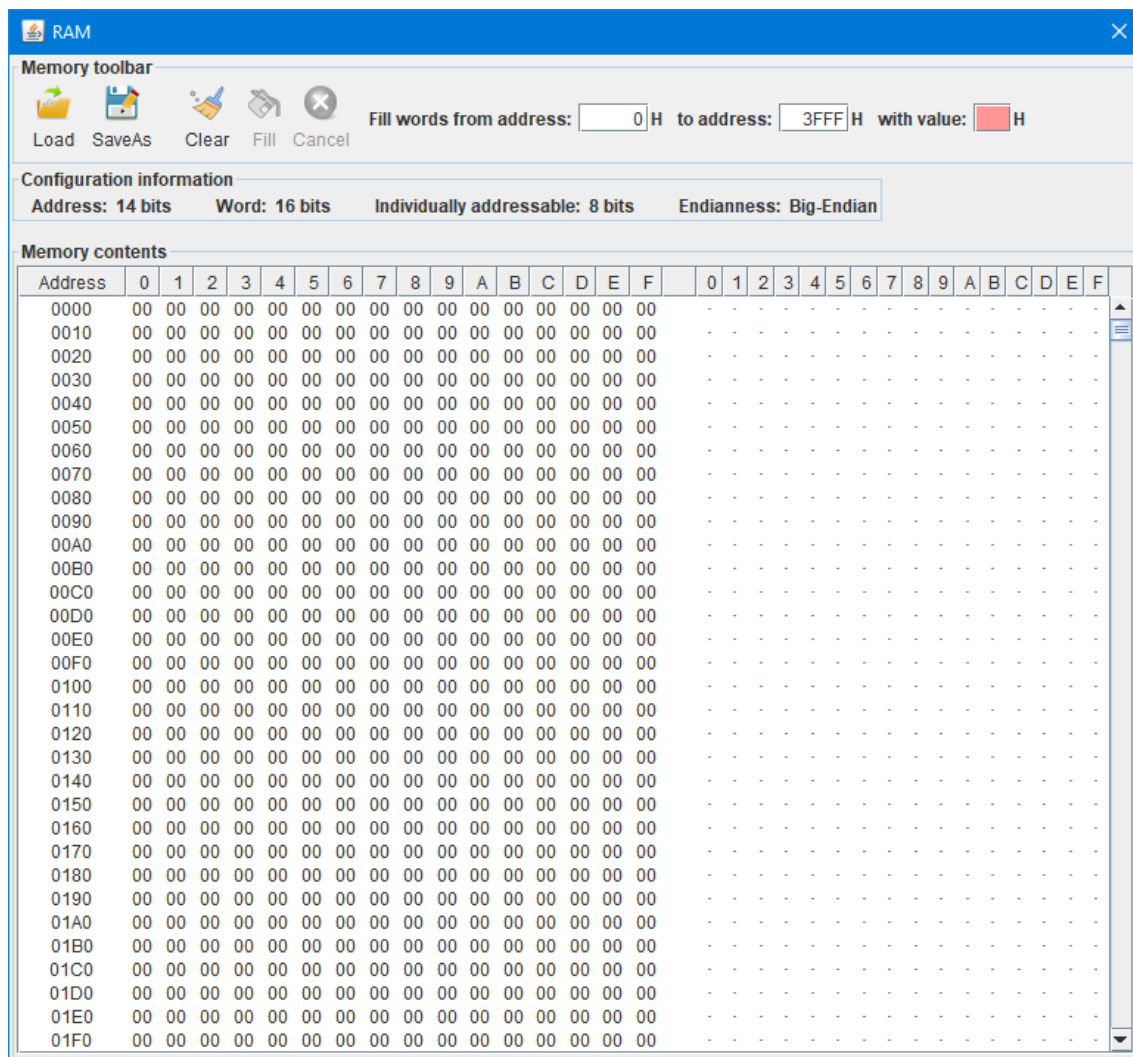 RAM
Memory toolbar
Load SaveAs Clear Fill Cancel Fill words from address: 0 H to address: 3FFF H with value: H
Configuration information
Address: 14 bits Word: 16 bits Individually addressable: 8 bits Endianness: Big-Endian
Memory contents
Address 0 1 2 3 4 5 6 7 8 9 A B C D E F 0 1 2 3 4 5 6 7 8 9 A B C D E F
0000 00 00 00 00 00 00 00 00 00 00 00 00 00 00 00 00 - - - - - - - - - - - - - - - -
0010 00 00 00 00 00 00 00 00 00 00 00 00 00 00 00 00 - - - - - - - - - - - - - - - -
0020 00 00 00 00 00 00 00 00 00 00 00 00 00 00 00 00 - - - - - - - - - - - - - - - -
0030 00 00 00 00 00 00 00 00 00 00 00 00 00 00 00 00 - - - - - - - - - - - - - - - -
0040 00 00 00 00 00 00 00 00 00 00 00 00 00 00 00 00 - - - - - - - - - - - - - - - -
0050 00 00 00 00 00 00 00 00 00 00 00 00 00 00 00 00 - - - - - - - - - - - - - - - -
0060 00 00 00 00 00 00 00 00 00 00 00 00 00 00 00 00 - - - - - - - - - - - - - - - -
0070 00 00 00 00 00 00 00 00 00 00 00 00 00 00 00 00 - - - - - - - - - - - - - - - -
0080 00 00 00 00 00 00 00 00 00 00 00 00 00 00 00 00 - - - - - - - - - - - - - - - -
0090 00 00 00 00 00 00 00 00 00 00 00 00 00 00 00 00 - - - - - - - - - - - - - - - -
00A0 00 00 00 00 00 00 00 00 00 00 00 00 00 00 00 00 - - - - - - - - - - - - - - - -
00B0 00 00 00 00 00 00 00 00 00 00 00 00 00 00 00 00 - - - - - - - - - - - - - - - -
00C0 00 00 00 00 00 00 00 00 00 00 00 00 00 00 00 00 - - - - - - - - - - - - - - - -
00D0 00 00 00 00 00 00 00 00 00 00 00 00 00 00 00 00 - - - - - - - - - - - - - - - -
00E0 00 00 00 00 00 00 00 00 00 00 00 00 00 00 00 00 - - - - - - - - - - - - - - - -
00F0 00 00 00 00 00 00 00 00 00 00 00 00 00 00 00 00 - - - - - - - - - - - - - - - -
0100 00 00 00 00 00 00 00 00 00 00 00 00 00 00 00 00 - - - - - - - - - - - - - - - -
0110 00 00 00 00 00 00 00 00 00 00 00 00 00 00 00 00 - - - - - - - - - - - - - - - -
0120 00 00 00 00 00 00 00 00 00 00 00 00 00 00 00 00 - - - - - - - - - - - - - - - -
0130 00 00 00 00 00 00 00 00 00 00 00 00 00 00 00 00 - - - - - - - - - - - - - - - -
0140 00 00 00 00 00 00 00 00 00 00 00 00 00 00 00 00 - - - - - - - - - - - - - - - -
0150 00 00 00 00 00 00 00 00 00 00 00 00 00 00 00 00 - - - - - - - - - - - - - - - -
0160 00 00 00 00 00 00 00 00 00 00 00 00 00 00 00 00 - - - - - - - - - - - - - - - -
0170 00 00 00 00 00 00 00 00 00 00 00 00 00 00 00 00 - - - - - - - - - - - - - - - -
0180 00 00 00 00 00 00 00 00 00 00 00 00 00 00 00 00 - - - - - - - - - - - - - - - -
0190 00 00 00 00 00 00 00 00 00 00 00 00 00 00 00 00 - - - - - - - - - - - - - - - -
01A0 00 00 00 00 00 00 00 00 00 00 00 00 00 00 00 00 - - - - - - - - - - - - - - - -
01B0 00 00 00 00 00 00 00 00 00 00 00 00 00 00 00 00 - - - - - - - - - - - - - - - -
01C0 00 00 00 00 00 00 00 00 00 00 00 00 00 00 00 00 - - - - - - - - - - - - - - - -
01D0 00 00 00 00 00 00 00 00 00 00 00 00 00 00 00 00 - - - - - - - - - - - - - - - -
01E0 00 00 00 00 00 00 00 00 00 00 00 00 00 00 00 00 - - - - - - - - - - - - - - - -
01F0 00 00 00 00 00 00 00 00 00 00 00 00 00 00 00 00 - - - - - - - - - - - - - - - -